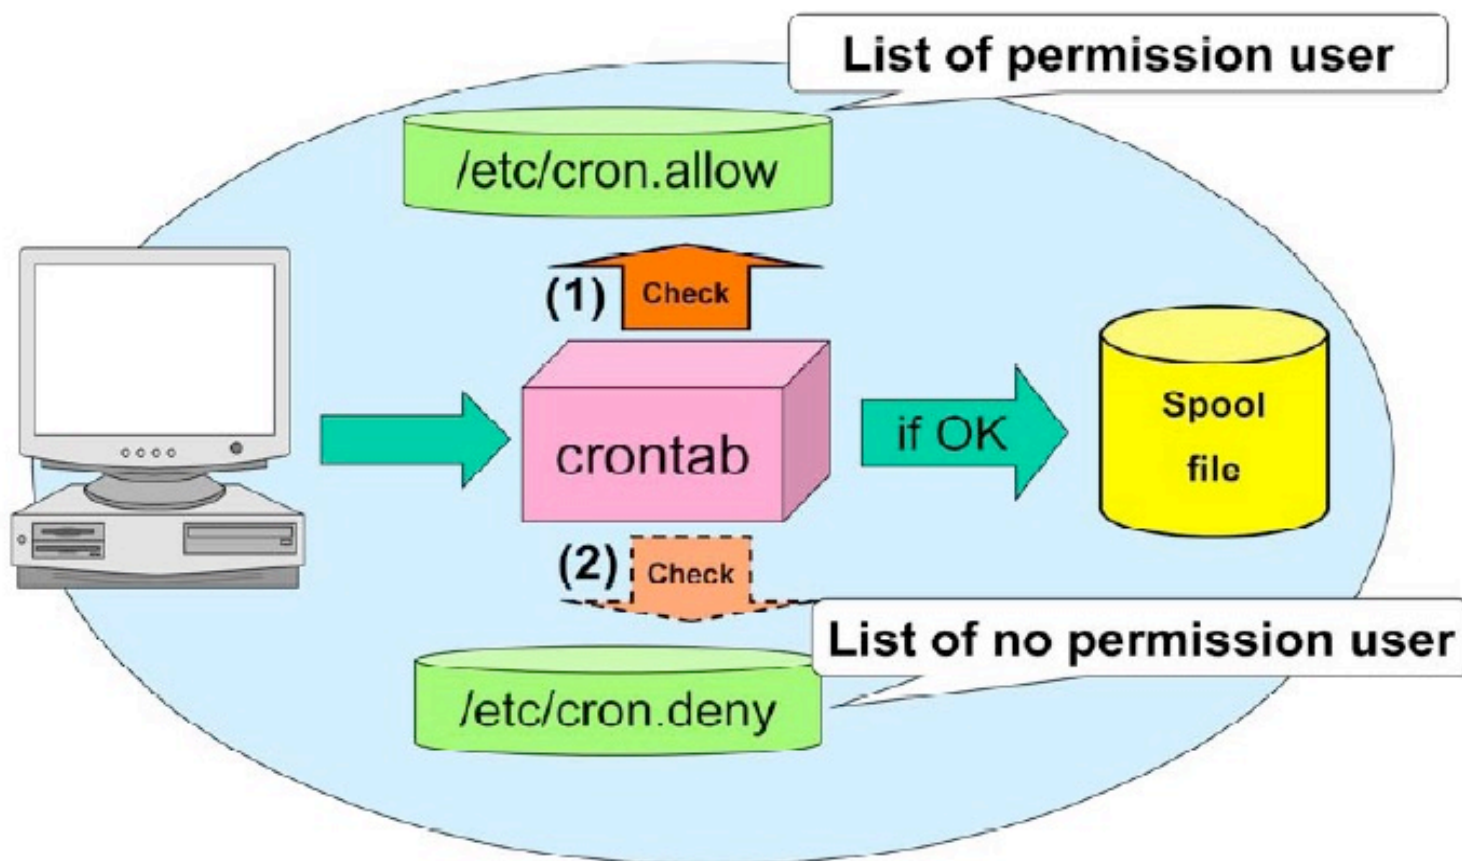 List of permission user
/etc/cron.allow
(1)
Check
crontab
if OK
Spool
file
(2)
Check
List of no permission user
/etc/cron.deny